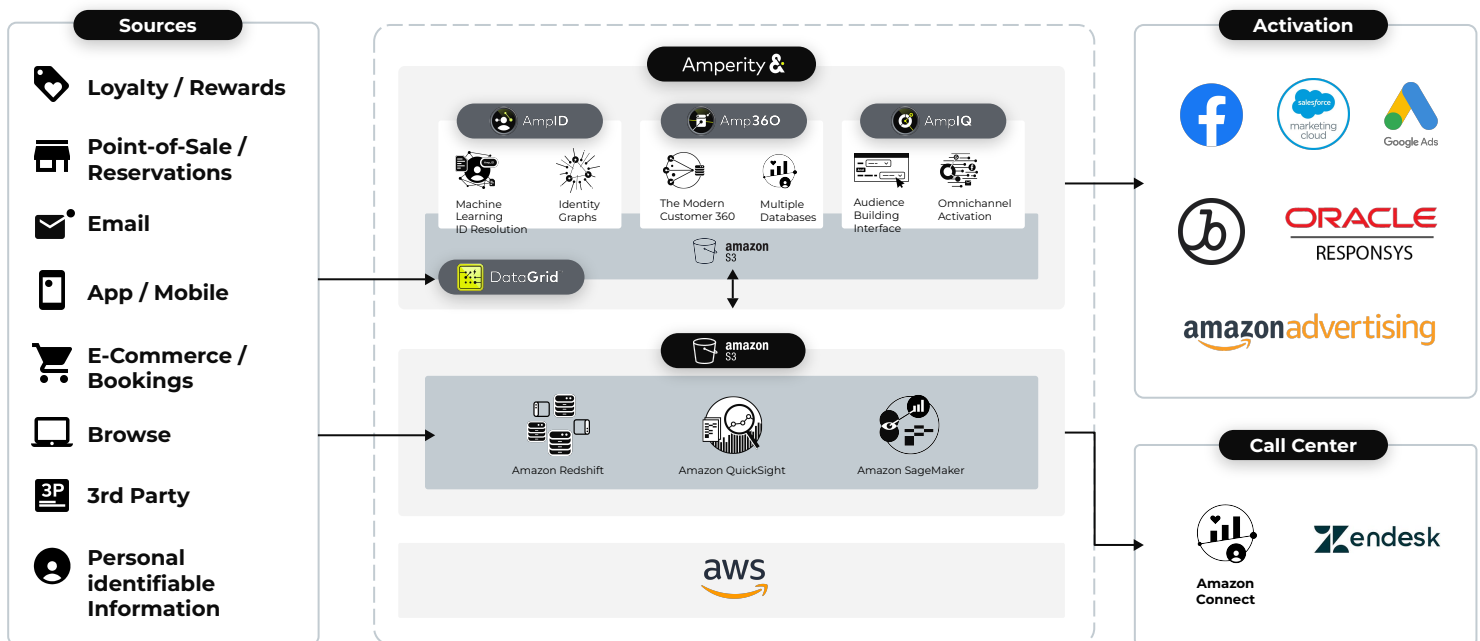 Sources
Loyalty / Rewards
Point-of-Sale /
Reservations
Email
App / Mobile
E-Commerce /
Bookings
Browse
3P
3rd Party
Personal
identifiable
Information
Amperity &
AmpID
Machine
Learning
ID Resolution
Identity
Graphs
Amp360
The Modern
Customer 360
Multiple
Databases
AmpIQ
Audience
Building
Interface
Omnichannel
Activation
amazon
S3
DataGrid
amazon
S3
Amazon Redshift
Amazon QuickSight
Amazon SageMaker
aws
Activation
salesforce
marketing
cloud
Google Ads
ORACLE
RESPONSYS
amazonadvertising
Call Center
Amazon
Connect
zendesk